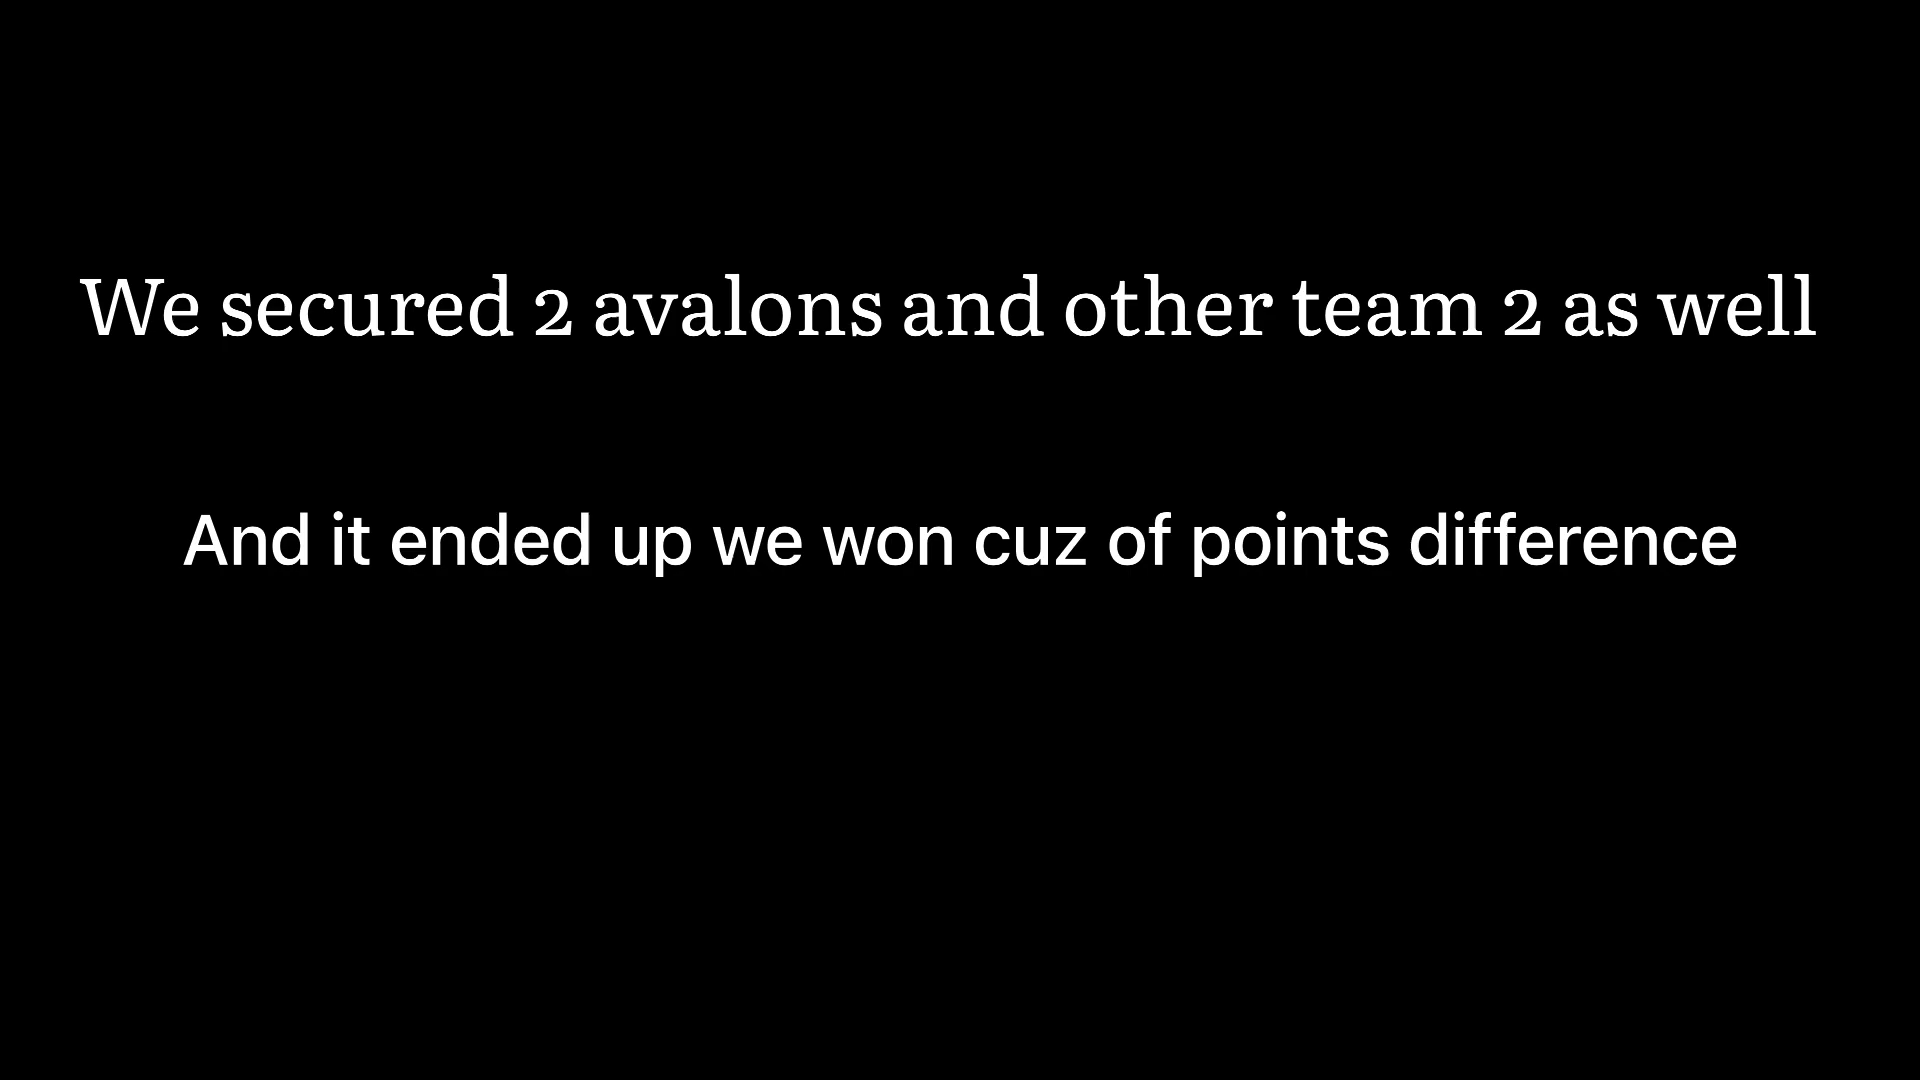 We secured 2 avalons and other team 2 as well
And it ended up we won cuz of points difference